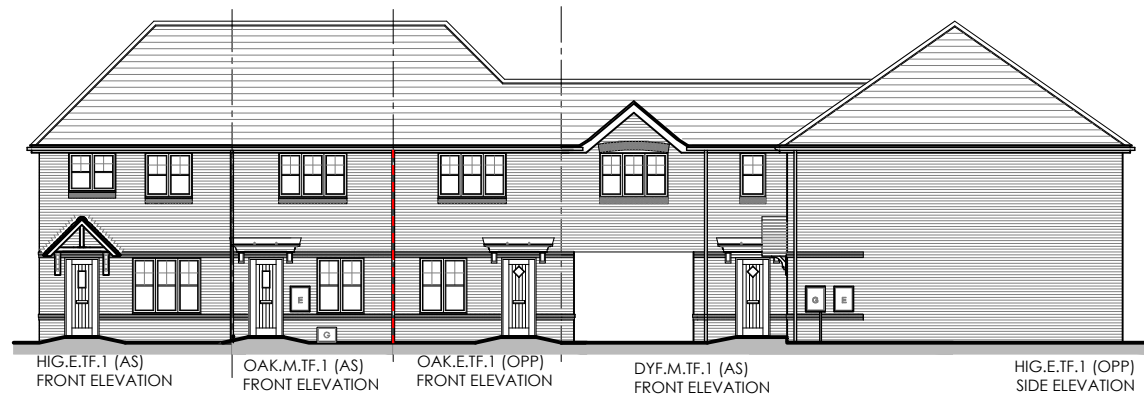 E
G
G
E
HIG.E.TF.1 (AS)
FRONT ELEVATION
OAK.M.TF.1 (AS)
FRONT ELEVATION
OAK.E.TF.1 (OPP)
FRONT ELEVATION
DYF.M.TF.1 (AS)
FRONT ELEVATION
HIG.E.TF.1 (OPP)
SIDE ELEVATION